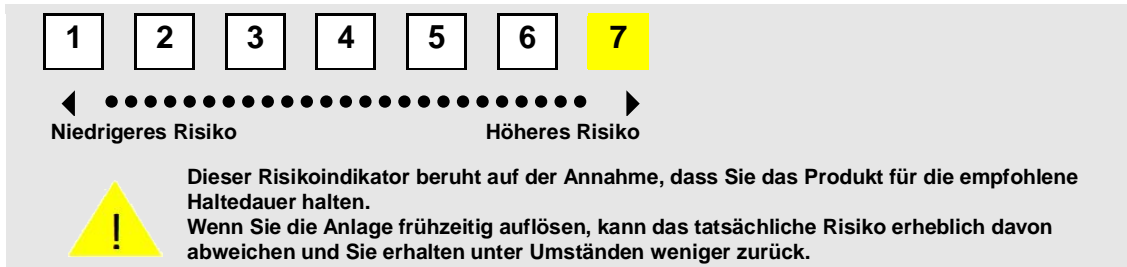 1 2 3 4 5 6 7
Niedrigeres Risiko Höheres Risiko
Dieser Risikoindikator beruht auf der Annahme, dass Sie das Produkt für die empfohlene
Haltedauer halten.
Wenn Sie die Anlage frühzeitig auflösen, kann das tatsächliche Risiko erheblich davon
abweichen und Sie erhalten unter Umständen weniger zurück.
!